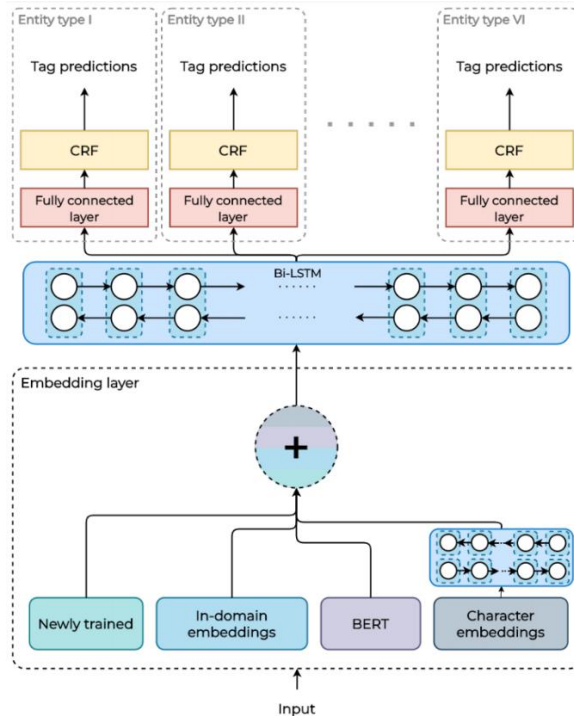 Entity type I
Entity type II
Entity type VI
Tag predictions
Tag predictions
Tag predictions
CRF
CRF
CRF
Fully connected
layer
Fully connected
layer
Fully connected
layer
Bi-LSTM
Embedding layer
+
Newly trained
In-domain
embeddings
BERT
Character
embeddings
Input